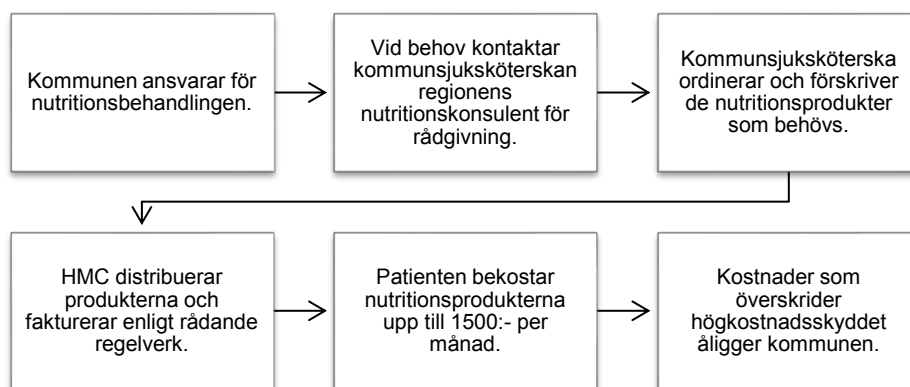 Kommunen ansvarar för
nutritionsbehandlingen.
Vid behov kontaktar
kommunsjuksköterskan
regionens
nutritionskonsulent för
rådgivning.
Kommunsjuksköterska
ordinerar och förskriver
de nutritionsprodukter
som behövs.
HMC distribuerar
produkterna och
fakturerar enligt rådande
regelverk.
Patienten bekostar
nutritionsprodukterna
upp till 1500:- per
månad.
Kostnader som
överskrider
högkostnadsskyddet
åligger kommunen.